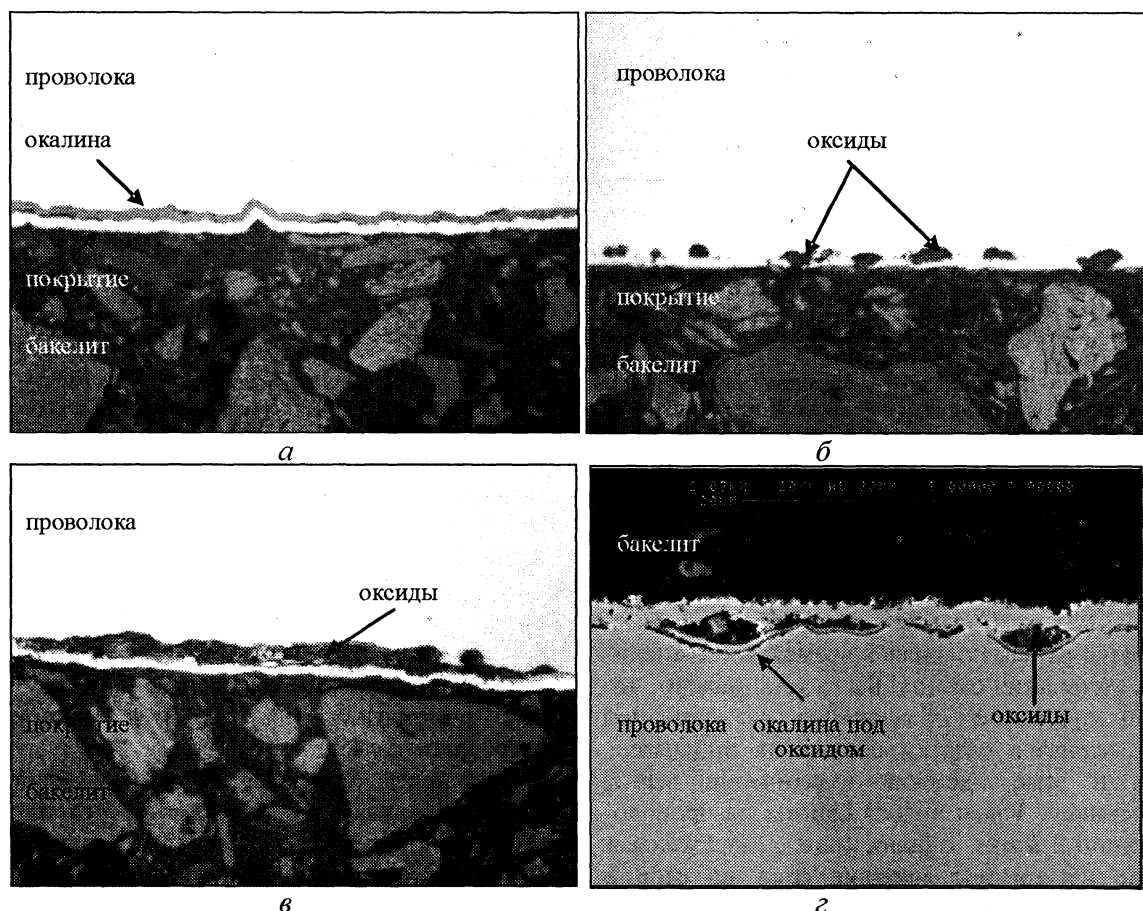 проволока
окалина
покрытие
бакелит
а
проволока
оксиды
покрытие
бакелит
б
проволока
оксиды
покрытие
бакелит
в
бакелит
проволока
окалина под
оксидом
оксиды
г